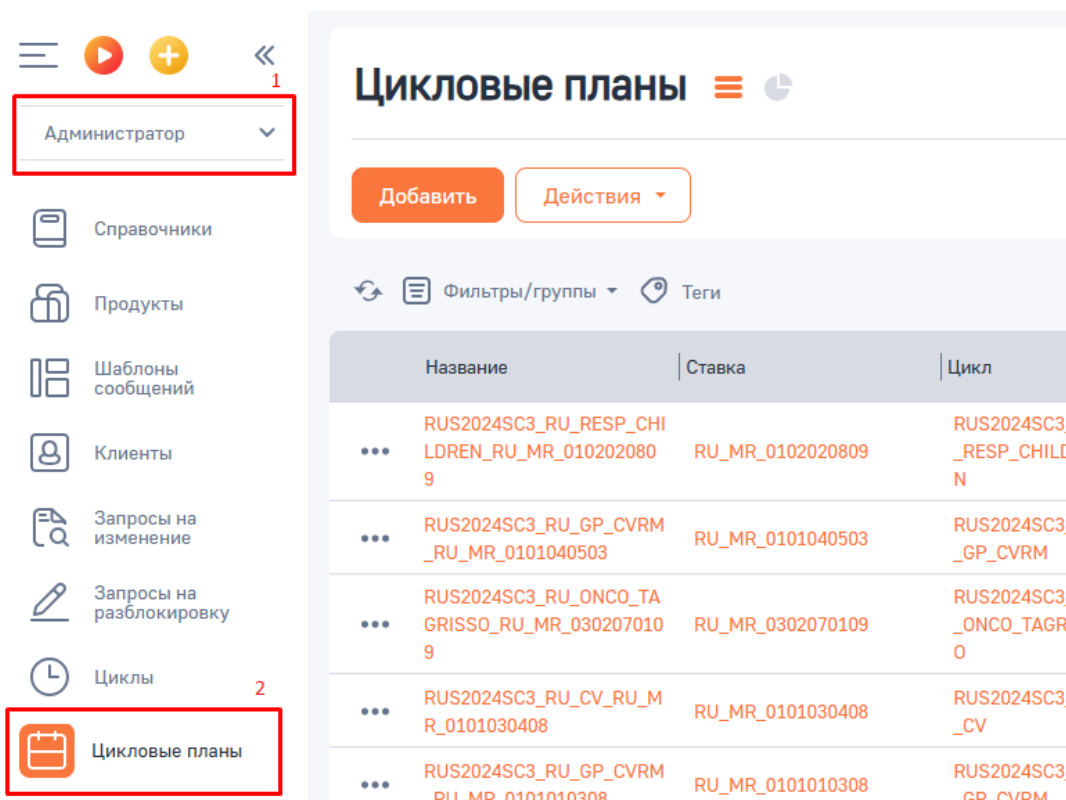 1
Администратор
Справочники
Продукты
Шаблоны
сообщений
Клиенты
Запросы на
изменение
Запросы на
разблокировку
Циклы
2
Цикловые планы
Цикловые планы
Добавить
Действия
Фильтры/группы
Теги
Название
Ставка
Цикл
RUS2024SC3_RU_RESP_CHI
LDREN_RU_MR_010202080
9
RU_MR_0102020809
RUS2024SC3_
_RESP_CHILD
N
RUS2024SC3_RU_GP_CVRM
_RU_MR_0101040503
RU_MR_0101040503
RUS2024SC3_
_GP_CVRM
RUS2024SC3_RU_ONCO_TA
GRISSO_RU_MR_030207010
9
RU_MR_0302070109
RUS2024SC3_
_ONCO_TAGR
O
RUS2024SC3_RU_CV_RU_M
R_0101030408
RU_MR_0101030408
RUS2024SC3_
_CV
RUS2024SC3_RU_GP_CVRM
_RU_MR_0101010308
RU_MR_0101010308
RUS2024SC3_
_GP_CVRM